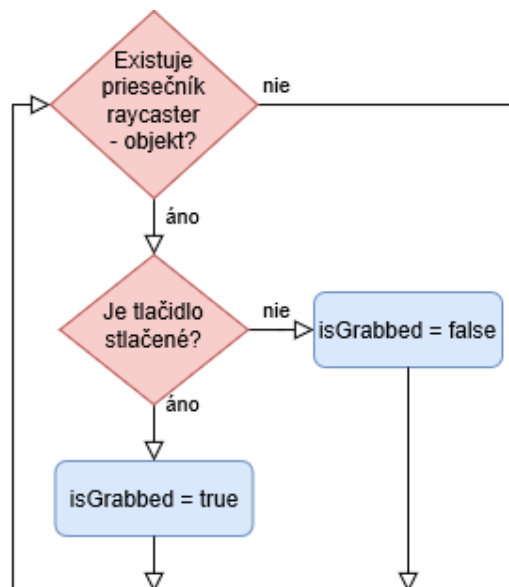 Existuje
priesečník
raycaster
- objekt?
nie
áno
Je tlačidlo
stlačené?
nie
isGrabbed = false
áno
isGrabbed = true